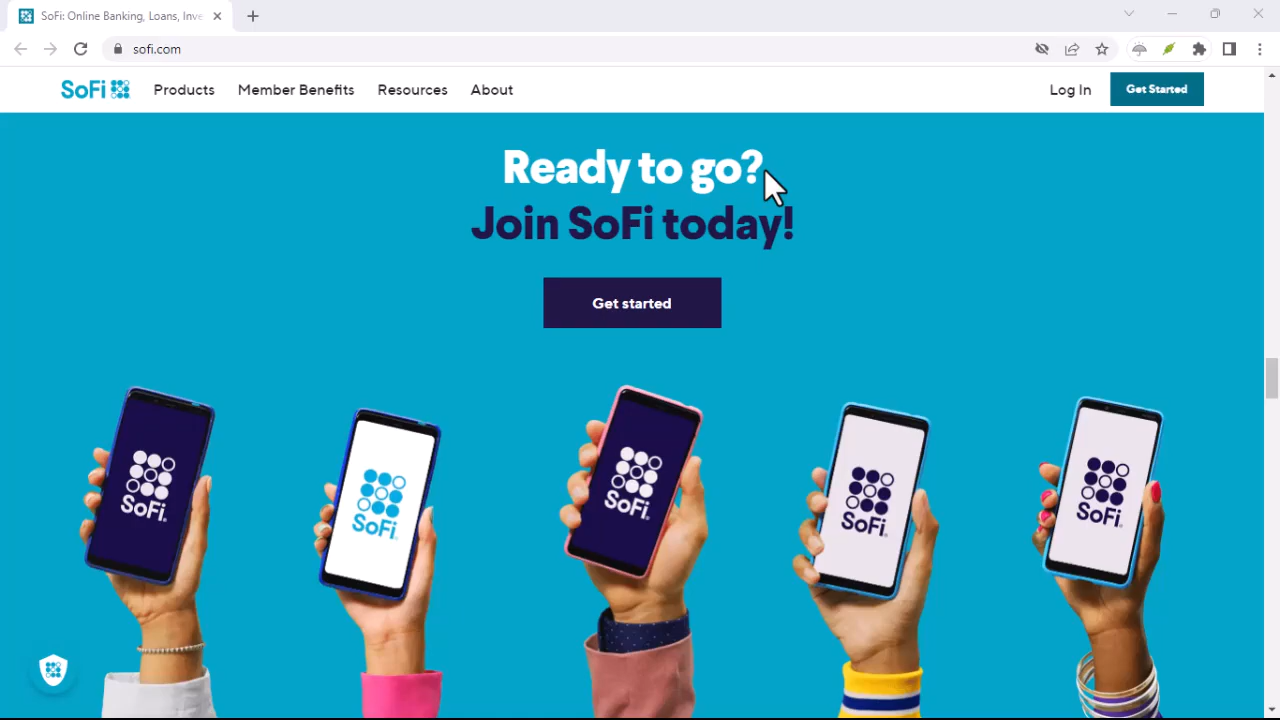 SoFi: Online Banking, Loans, Inve
sofi.com
SoFi Products Member Benefits Resources About Log In Get Started
Ready to go?
Join SoFi today!
Get started
SoFi
SoFi
SoFi
SoFi
SoFi